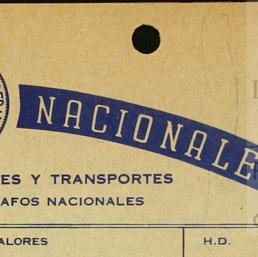 NACIONALE
ES Y TRANSPORTES
AFOS NACIONALES
ALORES H.D.